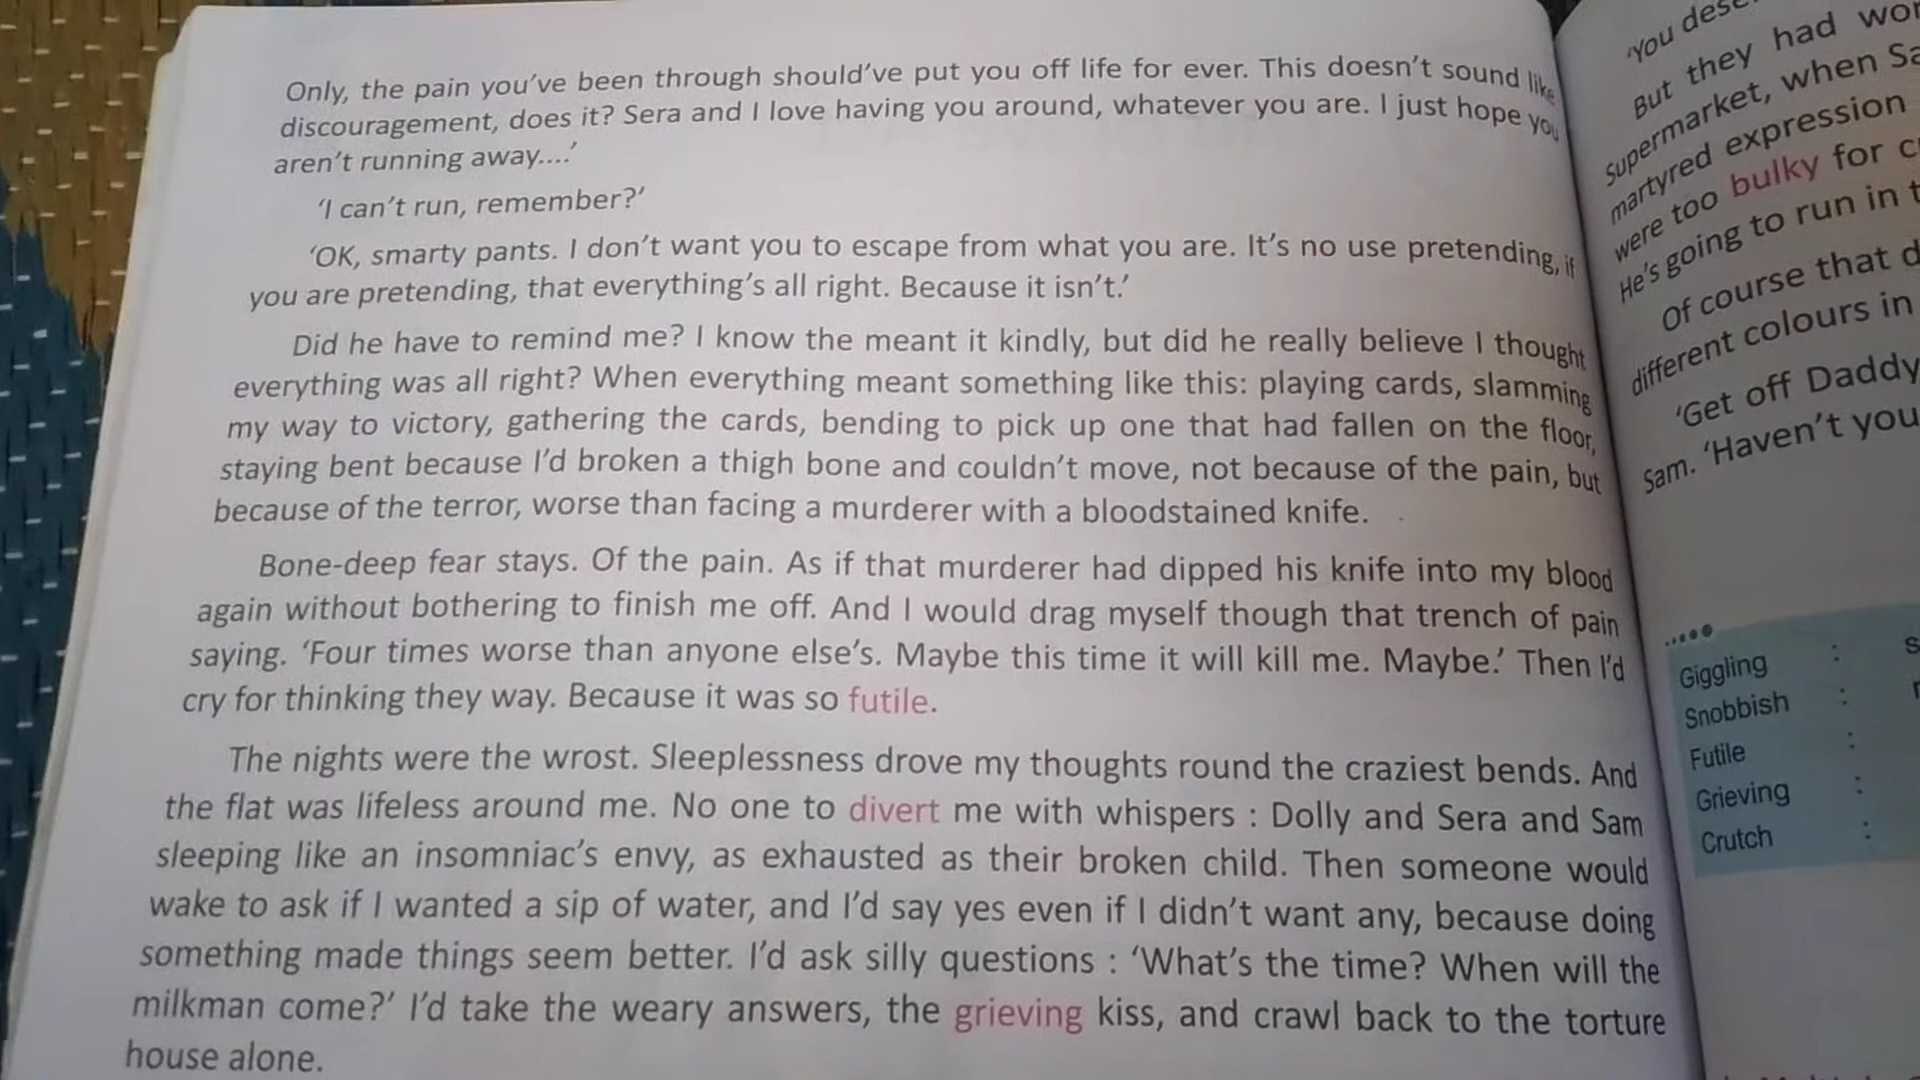 Only, the pain you've been through should've put you off life for ever. This doesn't sound like
discouragement, does it? Sera and I love having you around, whatever you are. I just hope you
aren't running away....'
'I can't run, remember?'
'OK, smarty pants. I don't want you to escape from what you are. It's no use pretending, if
you are pretending, that everything's all right. Because it isn't.'
Did he have to remind me? I know the meant it kindly, but did he really believe I thought
everything was all right? When everything meant something like this: playing cards, slamming
my way to victory, gathering the cards, bending to pick up one that had fallen on the floor,
staying bent because I'd broken a thigh bone and couldn't move, not because of the pain, but
because of the terror, worse than facing a murderer with a bloodstained knife.
Bone-deep fear stays. Of the pain. As if that murderer had dipped his knife into my blood
again without bothering to finish me off. And I would drag myself though that trench of pain
saying. 'Four times worse than anyone else's. Maybe this time it will kill me. Maybe.' Then I'd
cry for thinking they way. Because it was so futile.
The nights were the wrost. Sleeplessness drove my thoughts round the craziest bends. And
the flat was lifeless around me. No one to divert me with whispers : Dolly and Sera and Sam
sleeping like an insomniac's envy, as exhausted as their broken child. Then someone would
wake to ask if I wanted a sip of water, and I'd say yes even if I didn't want any, because doing
something made things seem better. I'd ask silly questions : 'What's the time? When will the
milkman come?' I'd take the weary answers, the grieving kiss, and crawl back to the torture
house alone.
'You
But they had
supermarket, when
martyred expression
were too bulky for
He's going to run in
Of course that
different colours in
'Get off Daddy
Sam. 'Haven't you
Giggling :
Snobbish :
Futile :
Grieving :
Crutch :